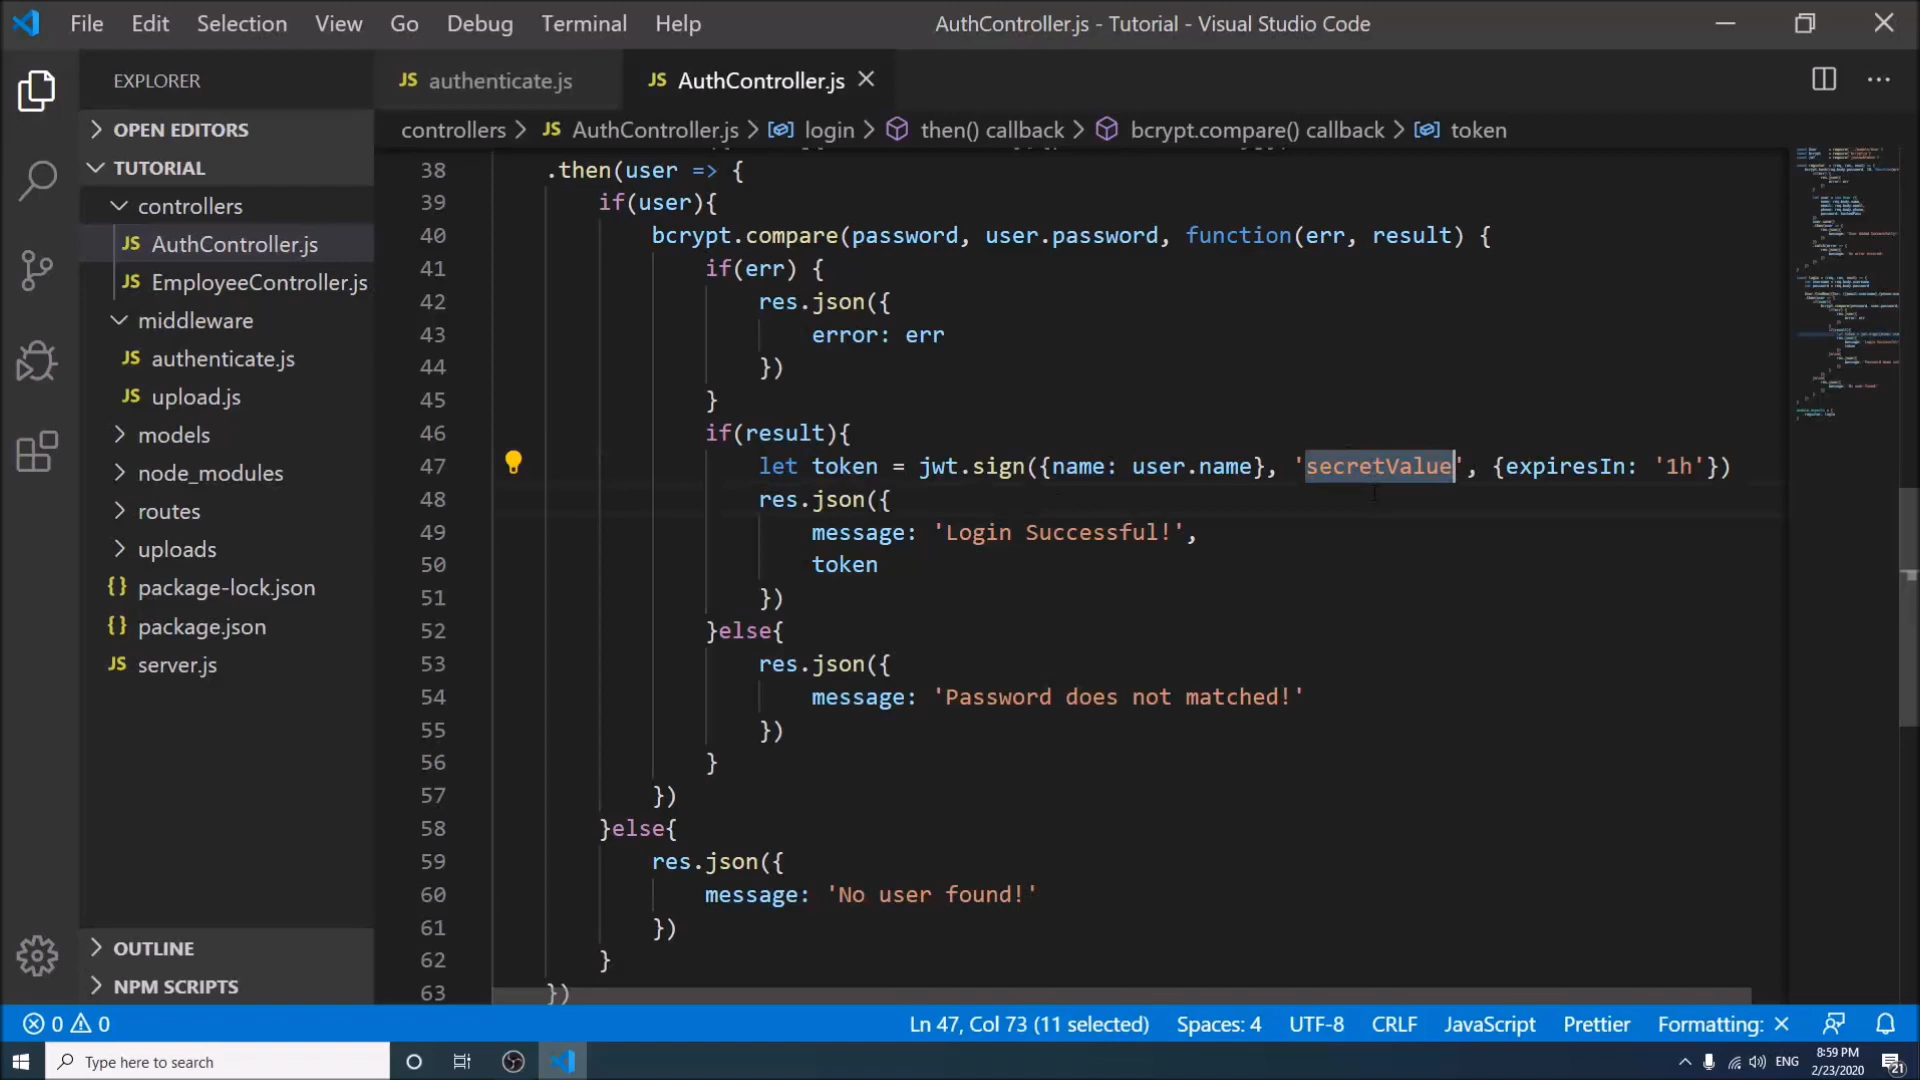 File Edit Selection View Go Debug Terminal Help AuthController.js - Tutorial - Visual Studio Code
EXPLORER
OPEN EDITORS
TUTORIAL
controllers
JS AuthController.js
JS EmployeeController.js
middleware
JS authenticate.js
JS upload.js
models
node_modules
routes
uploads
{} package-lock.json
{} package.json
JS server.js
OUTLINE
NPM SCRIPTS
JS authenticate.js JS AuthController.js
controllers > JS AuthController.js > login > then() callback > bcrypt.compare() callback > token
38 .then(user => {
39 if(user){
40 bcrypt.compare(password, user.password, function(err, result) {
41 if(err) {
42 res.json({
43 error: err
44 })
45 }
46 if(result){
47 let token = jwt.sign({name: user.name}, 'secretValue', {expiresIn: '1h'})
48 res.json({
49 message: 'Login Successful!',
50 token
51 })
52 }else{
53 res.json({
54 message: 'Password does not matched!'
55 })
56 }
57 })
58 }else{
59 res.json({
60 message: 'No user found!'
61 })
62 }
63 })
0 0 Ln 47, Col 73 (11 selected) Spaces: 4 UTF-8 CRLF JavaScript Prettier Formatting: ×
Type here to search ENG 8:59 PM
2/23/2020 21